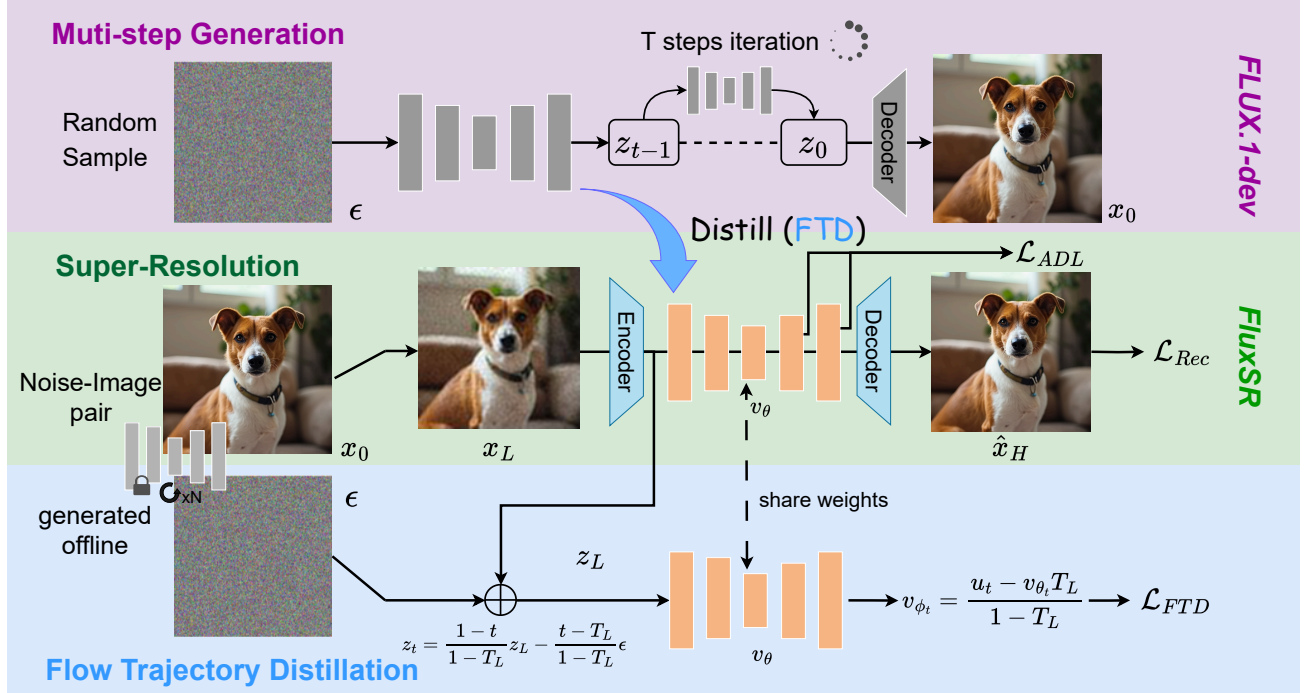 Muti-step Generation
T steps iteration
Random
Sample
ϵ
z_{t−1}
z_0
Decoder
x_0
FLUX.1-dev
Distill (FTD)
Super-Resolution
Noise-Image
pair
x_0
x_L
Encoder
v_θ
Decoder
x̂_H
ℒ_{ADL}
ℒ_{Rec}
FluxSR
xN
generated
offline
ϵ
share weights
z_L
z_t = \frac{1 − t}{1 − T_L} z_L − \frac{t − T_L}{1 − T_L} ϵ
v_θ
v_{ϕ_t} = \frac{u_t − v_{θ_t} T_L}{1 − T_L}
ℒ_{FTD}
Flow Trajectory Distillation